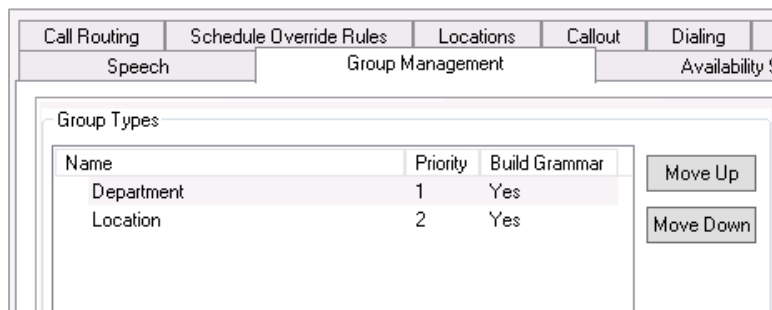 Call Routing Schedule Override Rules Locations Callout Dialing
Speech Group Management Availability
Group Types
Name Priority Build Grammar
Department 1 Yes
Location 2 Yes
Move Up
Move Down